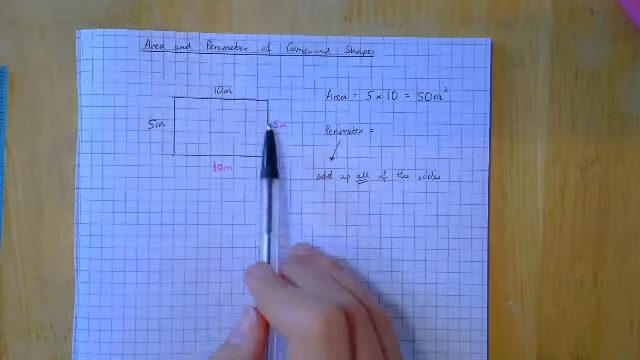 Area and Perimeter of Compound Shapes
10m
5m
5m
10m
Area = 5 × 10 = 50m²
Perimeter =
add up all of the sides